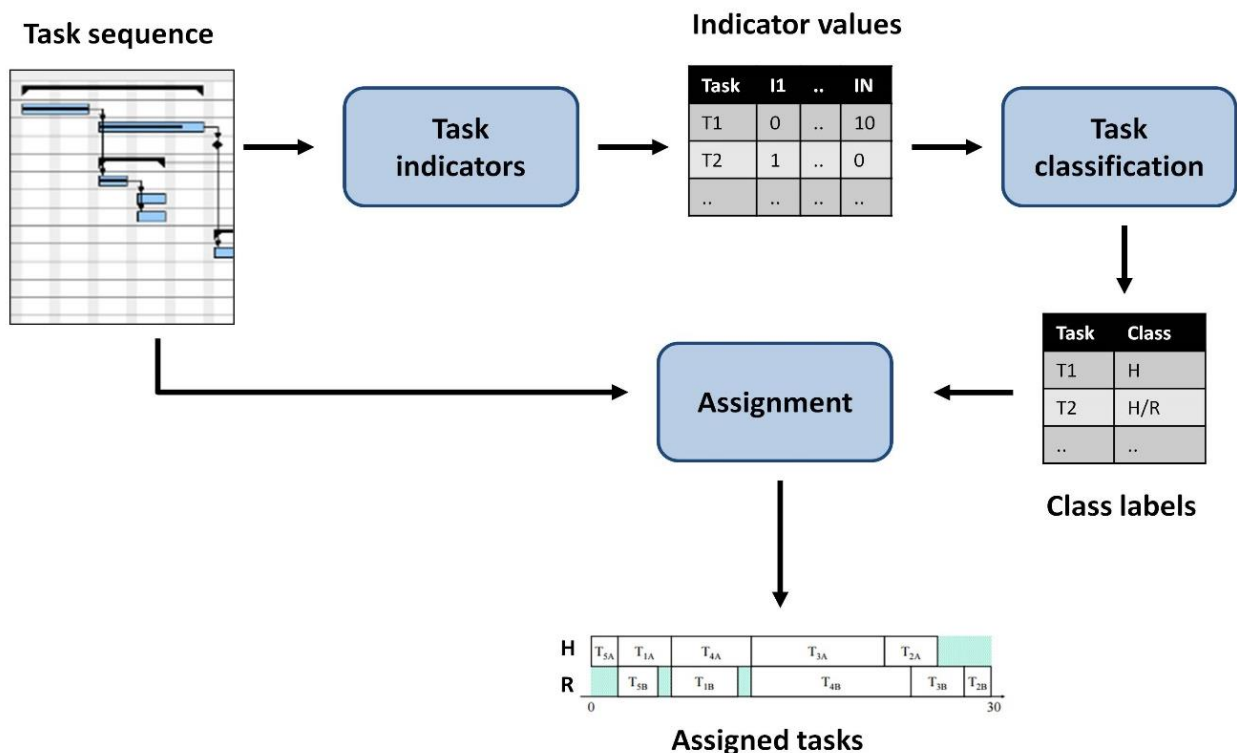 Task sequence
Indicator values
Task I1 .. IN
T1 0 .. 10
T2 1 .. 0
.. .. .. ..
Task
indicators
Task
classification
Task Class
T1 H
T2 H/R
.. ..
Class labels
Assignment
H T5A T1A T4A T3A T2A
R T5B T1B T4B T3B T2B
0 30
Assigned tasks